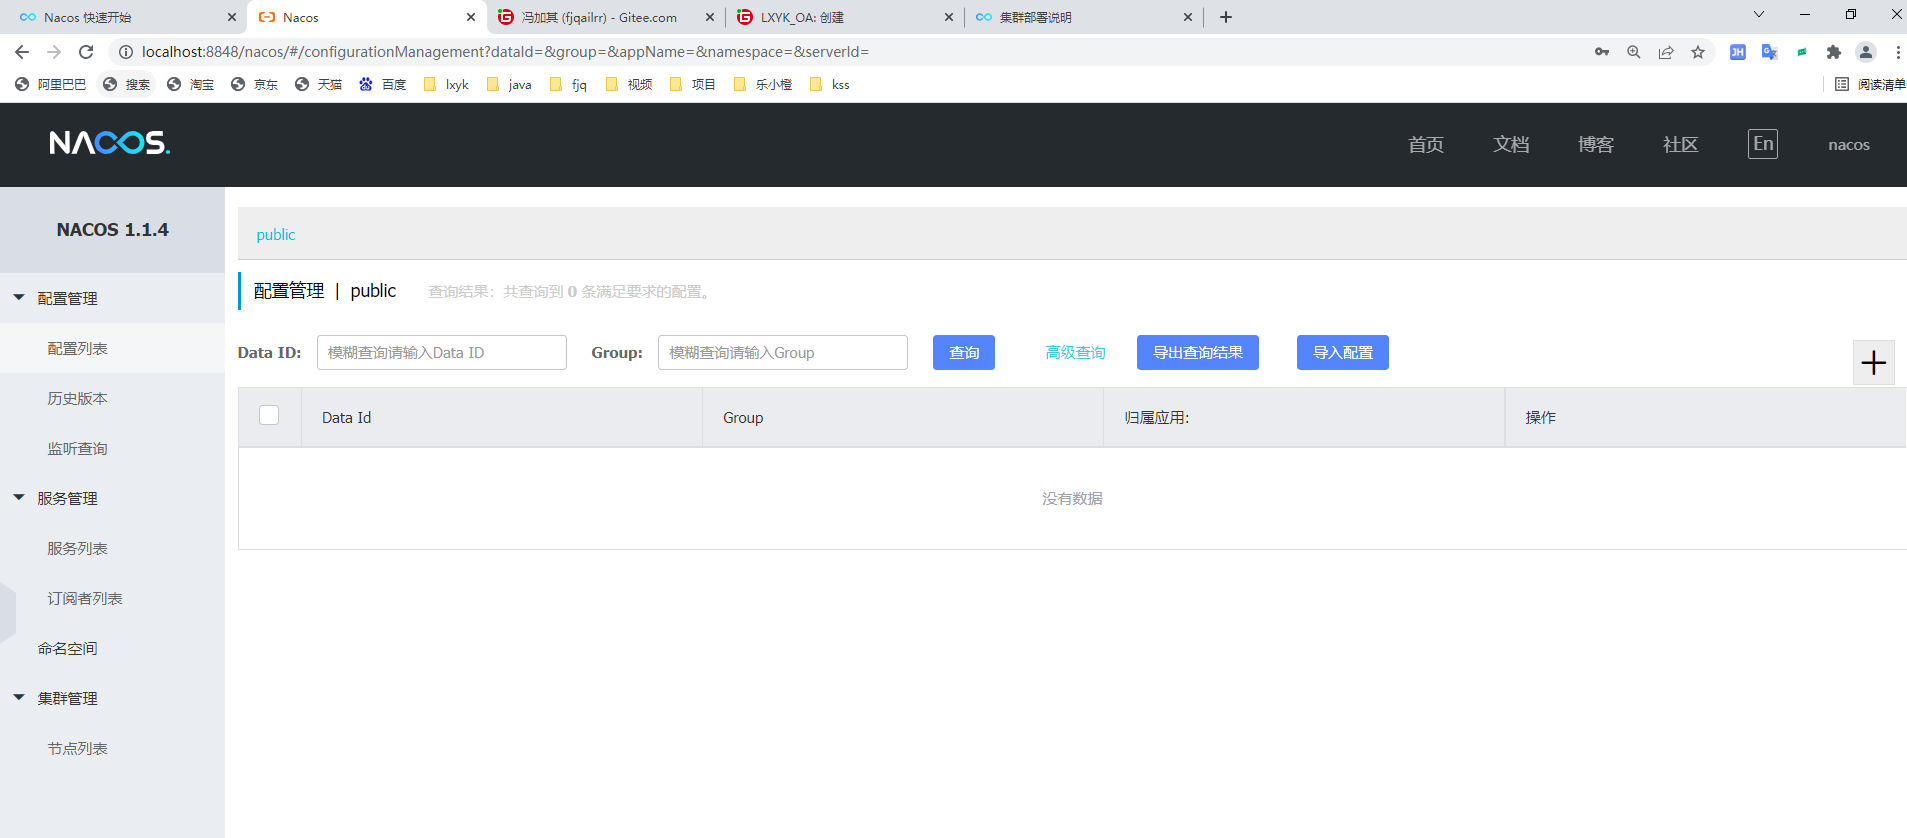 Nacos 快速开始
Nacos
冯加其 (fjqailrr) - Gitee.com
LXYK_OA: 创建
集群部署说明
localhost:8848/nacos/#/configurationManagement?dataId=&group=&appName=&namespace=&serverId=
阿里巴巴 搜索 淘宝 京东 天猫 百度 lxyk java fjq 视频 项目 乐小橙 kss 阅读清单
NACOS.
首页 文档 博客 社区 En nacos
NACOS 1.1.4
配置管理
配置列表
历史版本
监听查询
服务管理
服务列表
订阅者列表
命名空间
集群管理
节点列表
public
配置管理 | public 查询结果：共查询到 0 条满足要求的配置。
Data ID: 模糊查询请输入Data ID Group: 模糊查询请输入Group 查询 高级查询 导出查询结果 导入配置
Data Id Group 归属应用: 操作
没有数据